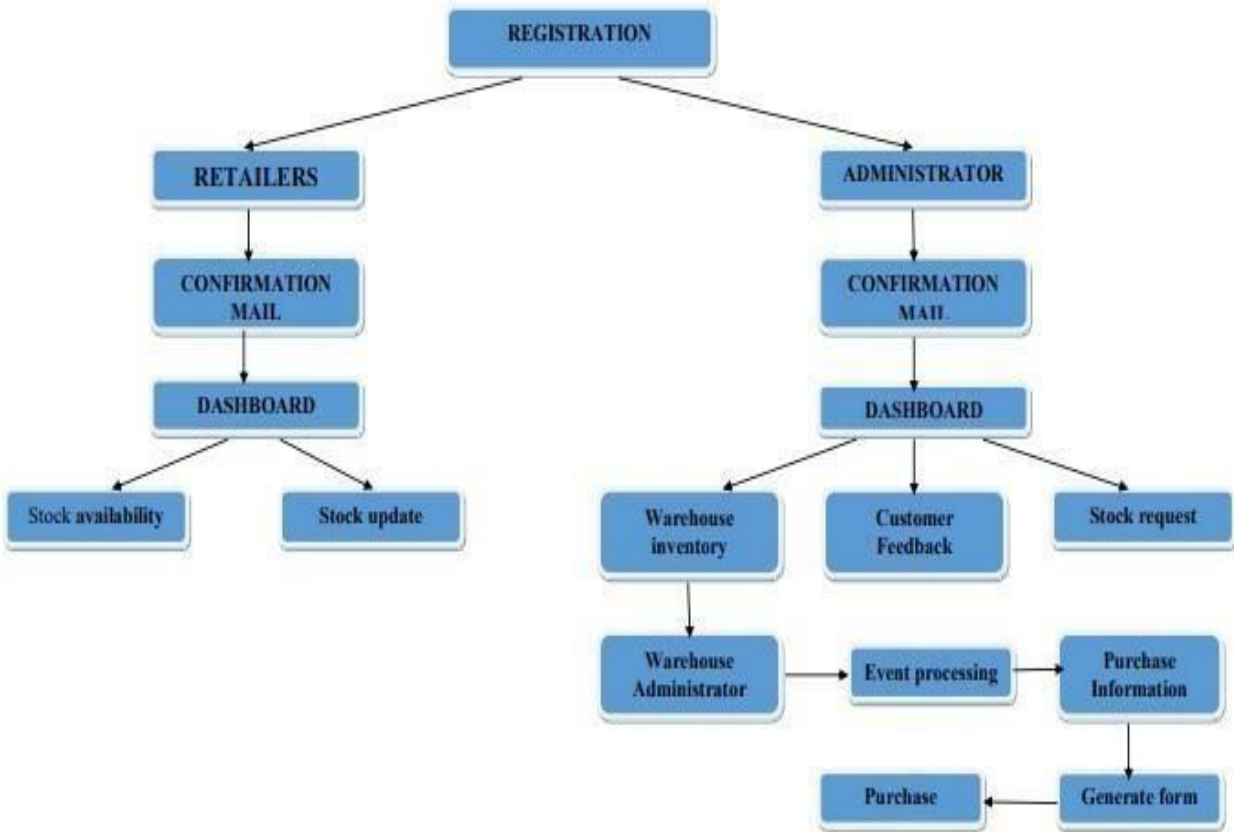 REGISTRATION
RETAILERS
ADMINISTRATOR
CONFIRMATION
MAIL
CONFIRMATION
MAIL
DASHBOARD
DASHBOARD
Stock availability
Stock update
Warehouse
inventory
Customer
Feedback
Stock request
Warehouse
Administrator
Event processing
Purchase
Information
Purchase
Generate form